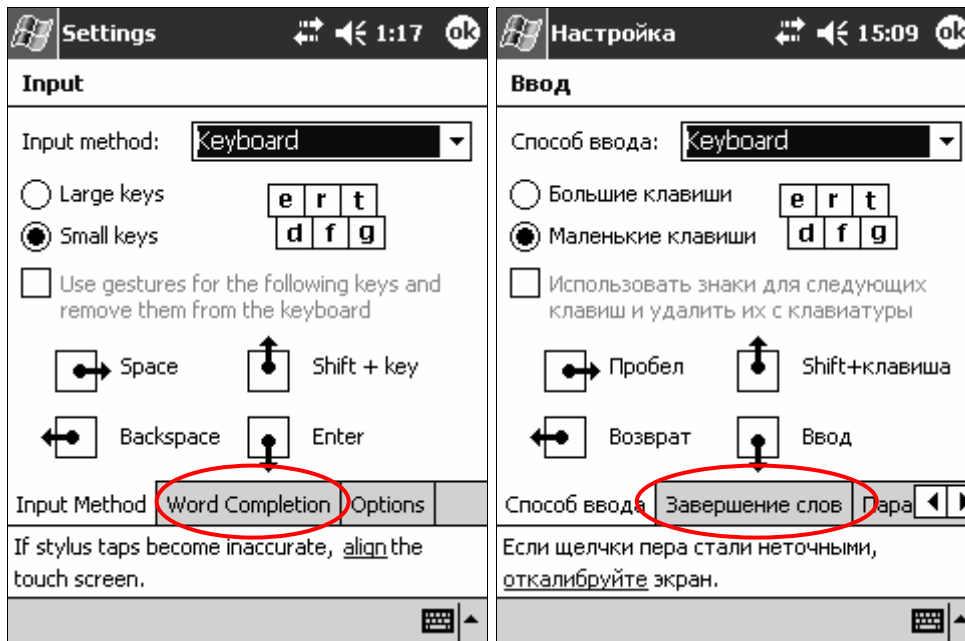 Settings 1:17 ok
Input
Input method: Keyboard
Large keys
Small keys
e r t
d f g
Use gestures for the following keys and
remove them from the keyboard
Space Shift + key
Backspace Enter
Input Method Word Completion Options
If stylus taps become inaccurate, align the
touch screen.
Настройка 15:09 ok
Ввод
Способ ввода: Keyboard
Большие клавиши
Маленькие клавиши
e r t
d f g
Использовать знаки для следующих
клавиш и удалить их с клавиатуры
Пробел Shift+клавиша
Возврат Ввод
Способ ввода Завершение слов Пара
Если щелчки пера стали неточными,
откалибруйте экран.